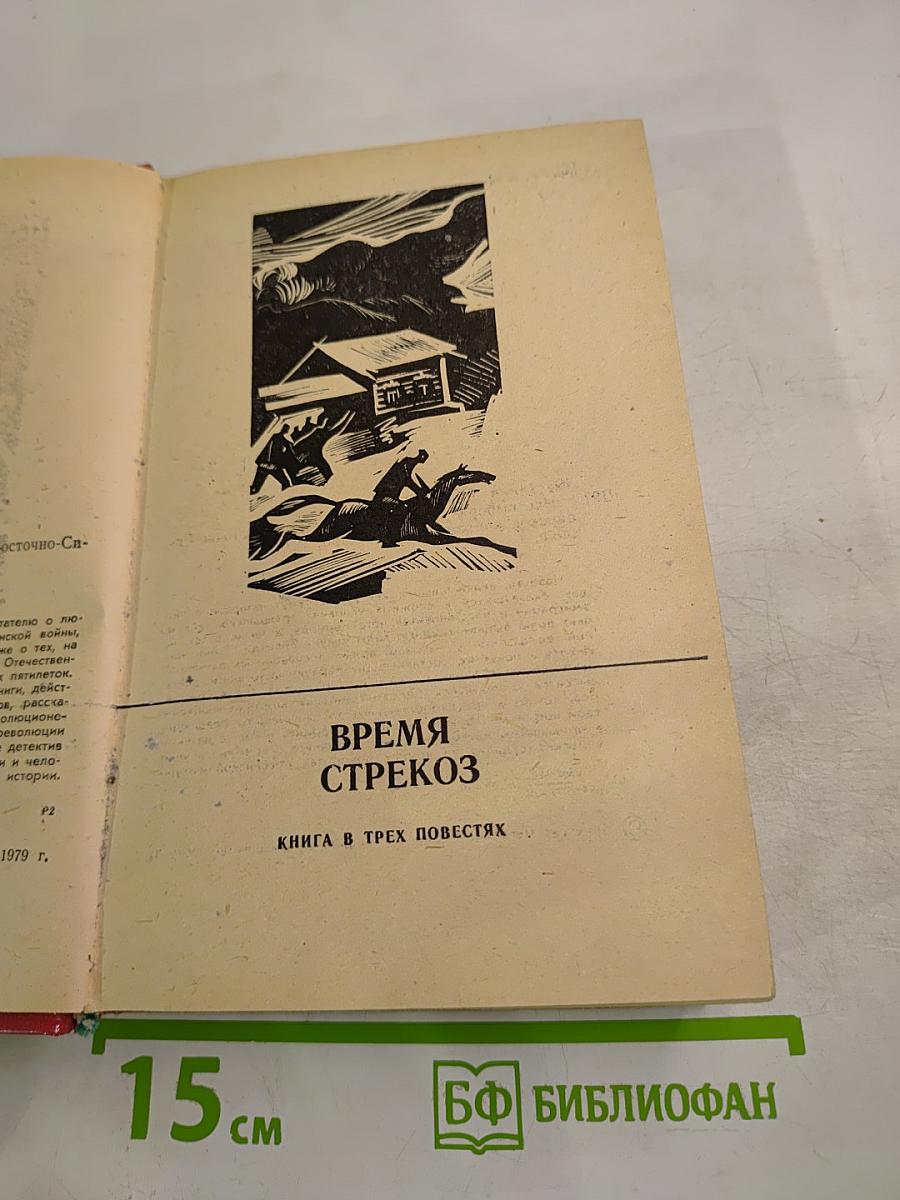 осточно-Си-
тателю о лю-
нской войны,
же о тех, на
Отечествен-
х пятилеток.
ниги, дейст-
ов, расска-
олюционе-
революции
е детектив
и и чело-
истории.
Р2
1979 г.
ВРЕМЯ
СТРЕКОЗ
КНИГА В ТРЕХ ПОВЕСТЯХ
15 см
БФ БИБЛИОФАН